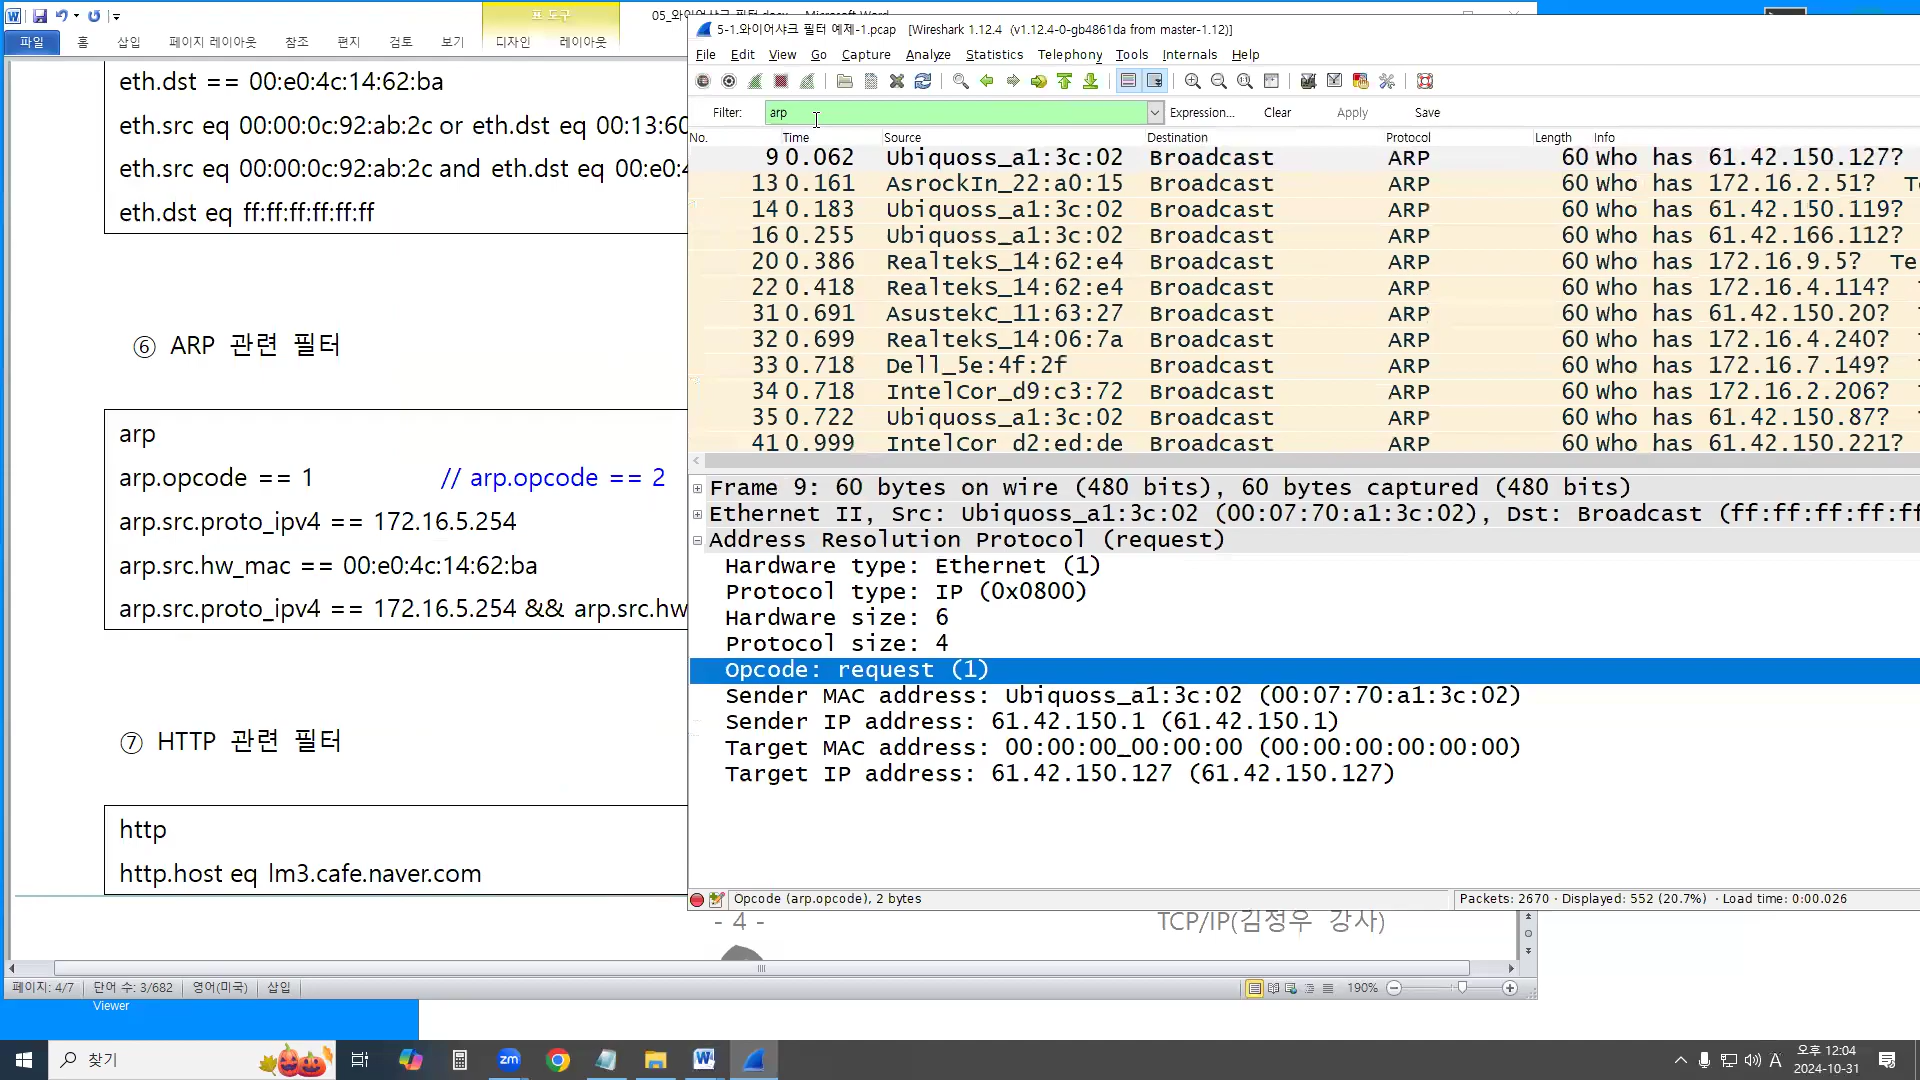 표 도구
5-1.와이어샤크 필터 예제-1.pcap [Wireshark 1.12.4 (v1.12.4-0-gb4861da from master-1.12)]
파일 홈 삽입 페이지 레이아웃 참조 편지 검토 보기 디자인 레이아웃
File Edit View Go Capture Analyze Statistics Telephony Tools Internals Help
Filter: arp Expression... Clear Apply Save
eth.dst == 00:e0:4c:14:62:ba
eth.src eq 00:00:0c:92:ab:2c or eth.dst eq 00:13:60
eth.src eq 00:00:0c:92:ab:2c and eth.dst eq 00:e0:4
eth.dst eq ff:ff:ff:ff:ff:ff
⑥ ARP 관련 필터
arp
arp.opcode == 1 // arp.opcode == 2
arp.src.proto_ipv4 == 172.16.5.254
arp.src.hw_mac == 00:e0:4c:14:62:ba
arp.src.proto_ipv4 == 172.16.5.254 && arp.src.hw
⑦ HTTP 관련 필터
http
http.host eq lm3.cafe.naver.com
No. Time Source Destination Protocol Length Info
9 0.062 Ubiquoss_a1:3c:02 Broadcast ARP 60 Who has 61.42.150.127?
13 0.161 AsrockIn_22:a0:15 Broadcast ARP 60 Who has 172.16.2.51? T
14 0.183 Ubiquoss_a1:3c:02 Broadcast ARP 60 Who has 61.42.150.119?
16 0.255 Ubiquoss_a1:3c:02 Broadcast ARP 60 Who has 61.42.166.112?
20 0.386 RealtekS_14:62:e4 Broadcast ARP 60 Who has 172.16.9.5? Te
22 0.418 RealtekS_14:62:e4 Broadcast ARP 60 Who has 172.16.4.114?
31 0.691 AsustekC_11:63:27 Broadcast ARP 60 Who has 61.42.150.20?
32 0.699 RealtekS_14:06:7a Broadcast ARP 60 Who has 172.16.4.240?
33 0.718 Dell_5e:4f:2f Broadcast ARP 60 Who has 172.16.7.149?
34 0.718 IntelCor_d9:c3:72 Broadcast ARP 60 Who has 172.16.2.206?
35 0.722 Ubiquoss_a1:3c:02 Broadcast ARP 60 Who has 61.42.150.87?
41 0.999 IntelCor d2:ed:de Broadcast ARP 60 Who has 61.42.150.221?
Frame 9: 60 bytes on wire (480 bits), 60 bytes captured (480 bits)
Ethernet II, Src: Ubiquoss_a1:3c:02 (00:07:70:a1:3c:02), Dst: Broadcast (ff:ff:ff:ff:ff
Address Resolution Protocol (request)
Hardware type: Ethernet (1)
Protocol type: IP (0x0800)
Hardware size: 6
Protocol size: 4
Opcode: request (1)
Sender MAC address: Ubiquoss_a1:3c:02 (00:07:70:a1:3c:02)
Sender IP address: 61.42.150.1 (61.42.150.1)
Target MAC address: 00:00:00_00:00:00 (00:00:00:00:00:00)
Target IP address: 61.42.150.127 (61.42.150.127)
Opcode (arp.opcode), 2 bytes
Packets: 2670 · Displayed: 552 (20.7%) · Load time: 0:00.026
- 4 - TCP/IP(김정우 강사)
페이지: 4/7 단어 수: 3/682 영어(미국) 삽입 190%
Viewer
찾기
zm
A
오후 12:04
2024-10-31